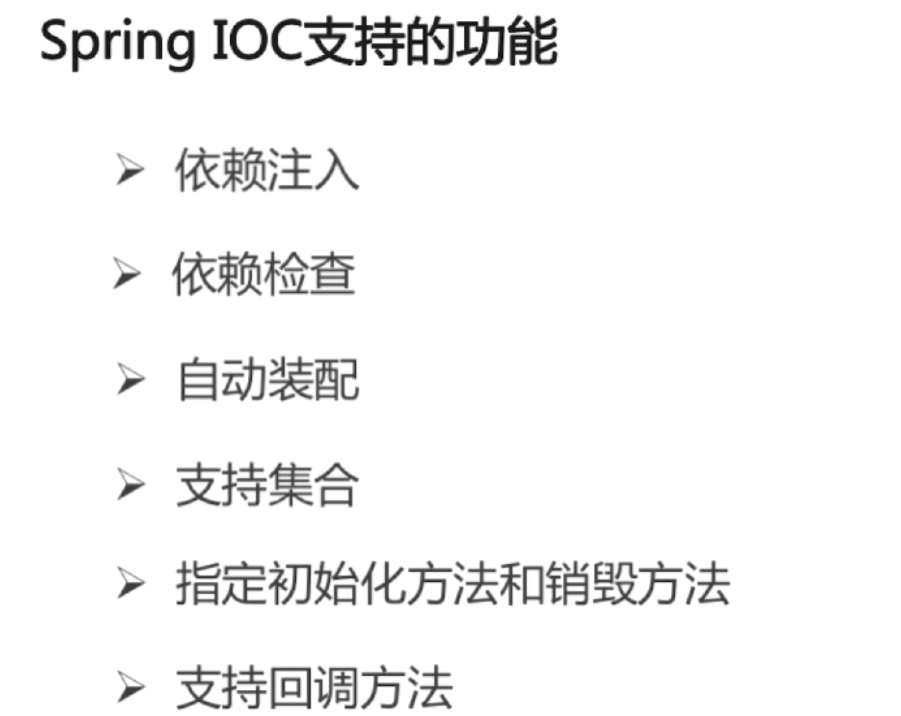 Spring IOC支持的功能
依赖注入
依赖检查
自动装配
支持集合
指定初始化方法和销毁方法
支持回调方法